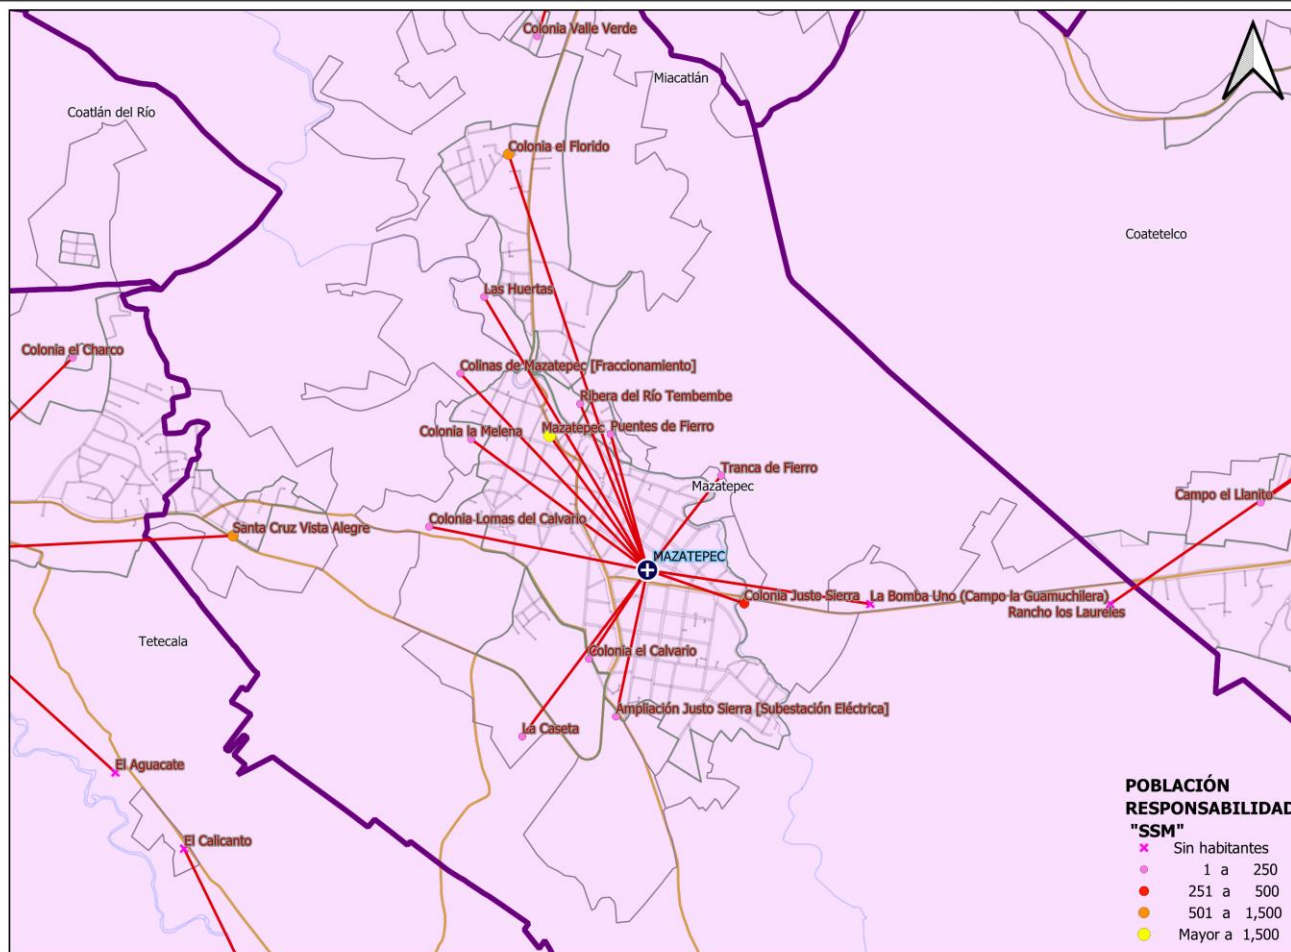 Colonia Valle Verde
Miacatlán
Coatlán del Río
Colonia el Florido
Coatetelco
Las Huertas
Colonia el Charco
Colinas de Mazatepec [Fraccionamiento]
Ribera del Río Tembembe
Colonia la Melena
Mazatepec
Puentes de Fierro
Tranca de Fierro
Mazatepec
Campo el Llanito
Colonia Lomas del Calvario
Santa Cruz Vista Alegre
MAZATEPEC
Colonia Justo Sierra
La Bomba Uno (Campo la Guamuchilera)
Rancho los Laureles
Tetecala
Colonia el Calvario
Ampliación Justo Sierra [Subestación Eléctrica]
La Caseta
El Aguacate
El Calicanto
POBLACIÓN
RESPONSABILIDAD
"SSM"
Sin habitantes
1 a 250
251 a 500
501 a 1,500
Mayor a 1,500